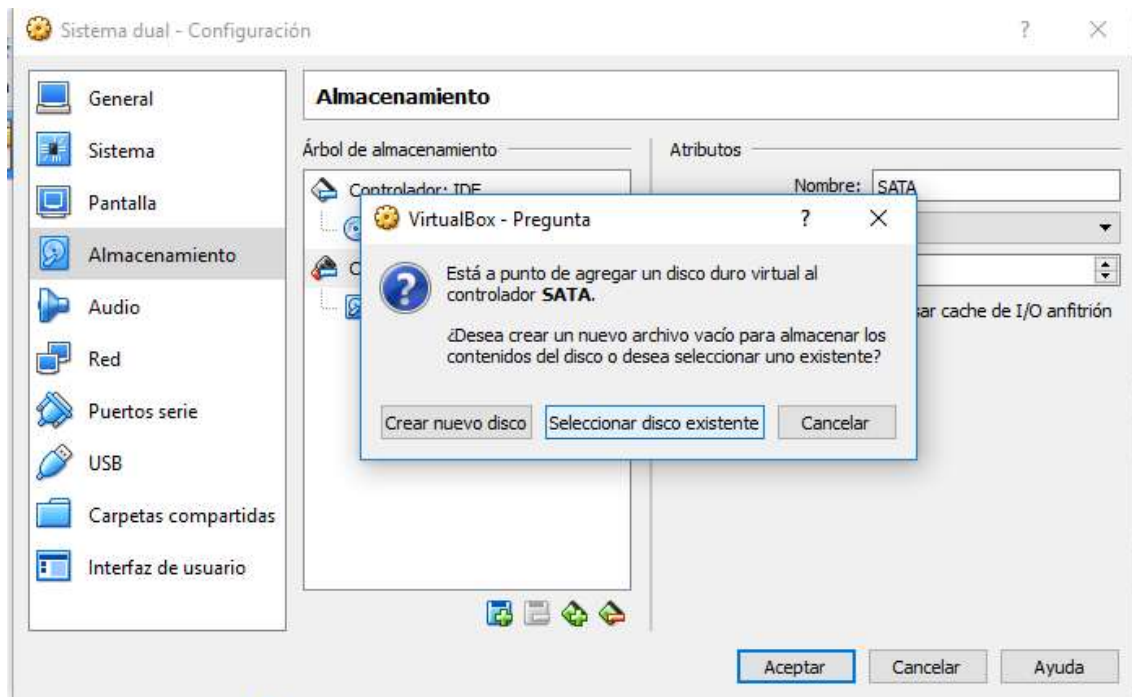 Sistema dual - Configuración
?
General
Sistema
Pantalla
Almacenamiento
Audio
Red
Puertos serie
USB
Carpetas compartidas
Interfaz de usuario
Almacenamiento
Árbol de almacenamiento
Controlador: IDE
Atributos
Nombre: SATA
cache de I/O anfitrión
VirtualBox - Pregunta
?
Está a punto de agregar un disco duro virtual al
controlador SATA.
¿Desea crear un nuevo archivo vacío para almacenar los
contenidos del disco o desea seleccionar uno existente?
Crear nuevo disco
Seleccionar disco existente
Cancelar
Aceptar
Cancelar
Ayuda